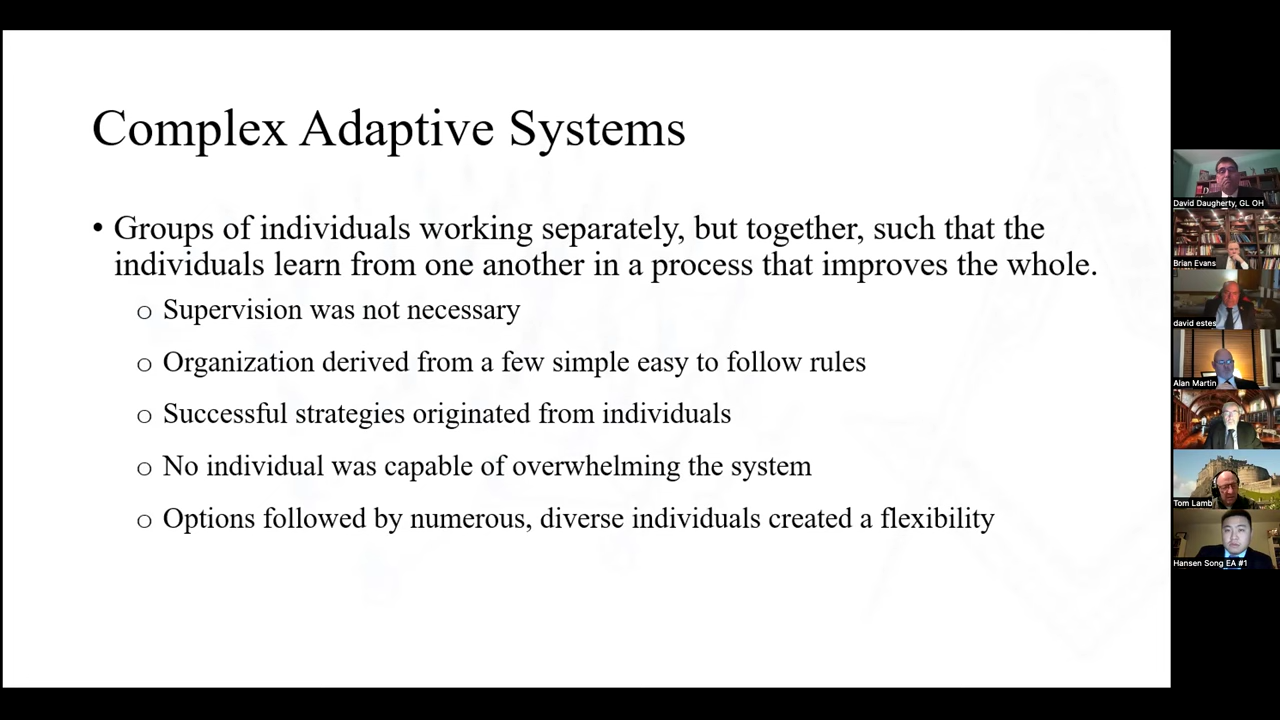 Complex Adaptive Systems
• Groups of individuals working separately, but together, such that the
individuals learn from one another in a process that improves the whole.
o Supervision was not necessary
o Organization derived from a few simple easy to follow rules
o Successful strategies originated from individuals
o No individual was capable of overwhelming the system
o Options followed by numerous, diverse individuals created a flexibility
David Daugherty, GL OH
Brian Evans
david estes
Alan Martin
Tom Lamb
Hansen Song EA #1